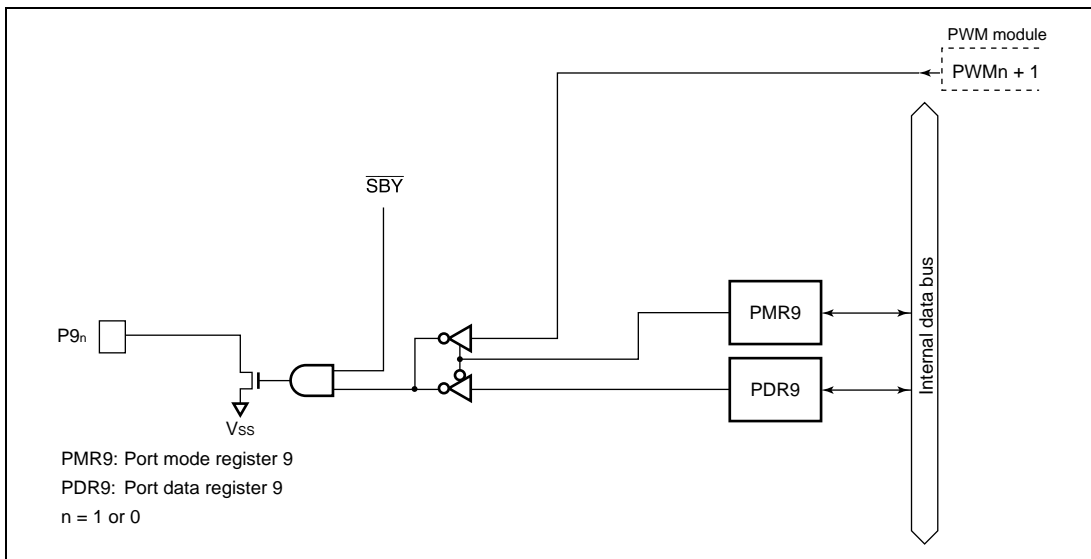 PWM module
PWMn + 1
SBY
Internal data bus
PMR9
P9n
PDR9
VSS
PMR9: Port mode register 9
PDR9: Port data register 9
n = 1 or 0